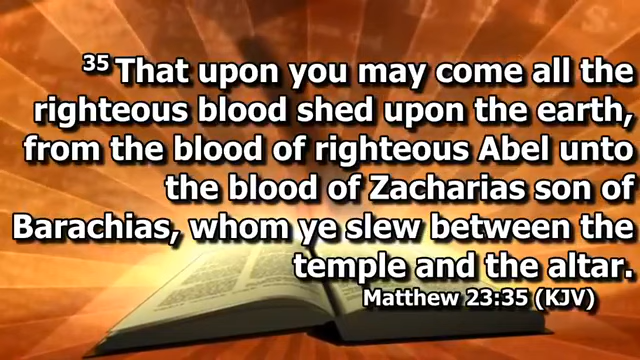 35 That upon you may come all the
righteous blood shed upon the earth,
from the blood of righteous Abel unto
the blood of Zacharias son of
Barachias, whom ye slew between the
temple and the altar.
Matthew 23:35 (KJV)